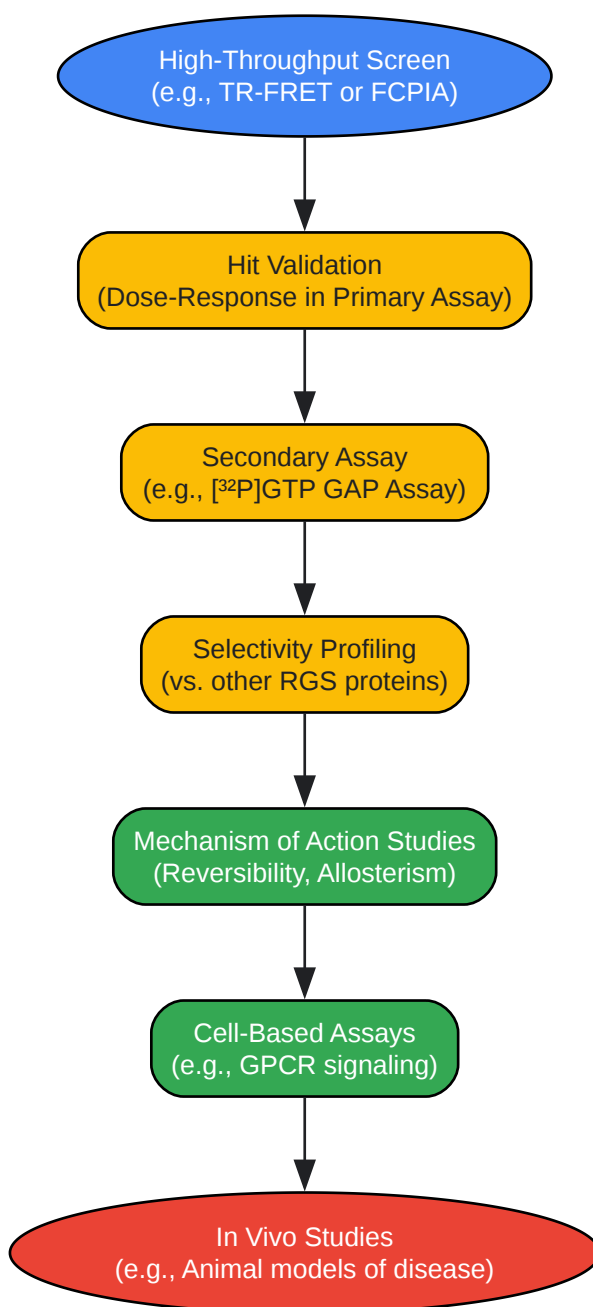 High-Throughput Screen
(e.g., TR-FRET or FCPIA)
Hit Validation
(Dose-Response in Primary Assay)
Secondary Assay
(e.g., [³²P]GTP GAP Assay)
Selectivity Profiling
(vs. other RGS proteins)
Mechanism of Action Studies
(Reversibility, Allosterism)
Cell-Based Assays
(e.g., GPCR signaling)
In Vivo Studies
(e.g., Animal models of disease)